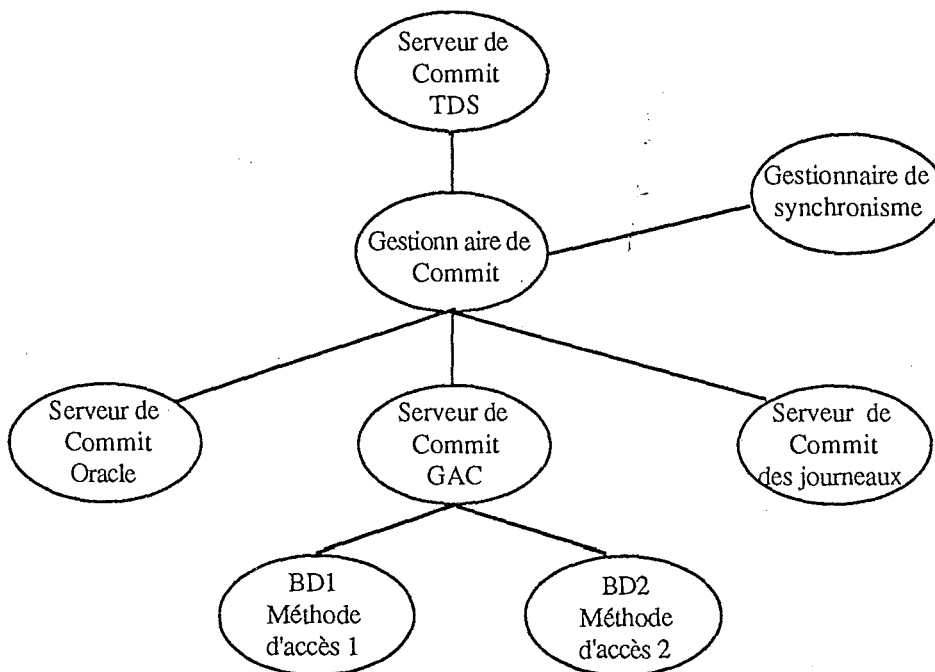 Serveur de
Commit
TDS
Gestionnaire de
synchronisme
Gestionn aire de
Commit
Serveur de
Commit
Oracle
Serveur de
Commit
GAC
Serveur de
Commit
des journeaux
BD1
Méthode
d'accès 1
BD2
Méthode
d'accès 2